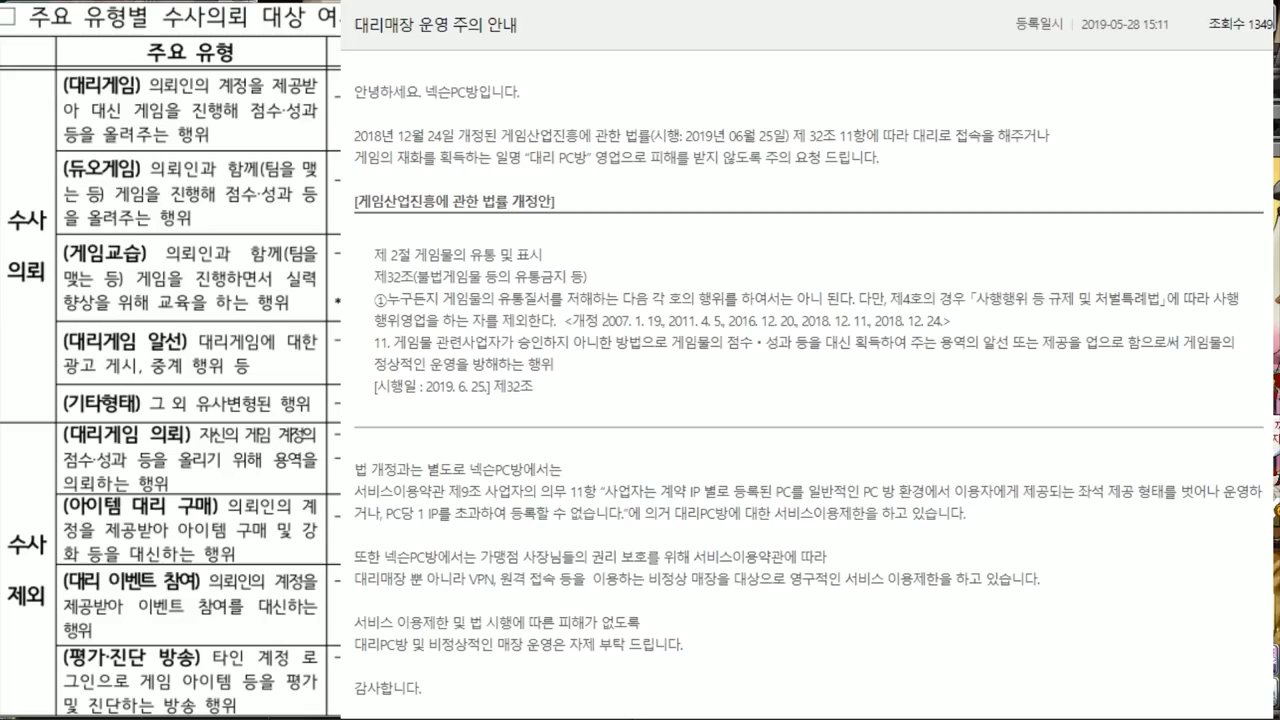 □ 주요 유형별 수사의뢰 대상
주요 유형
수사
의뢰
(대리게임) 의뢰인의 계정을 제공받
아 대신 게임을 진행해 점수·성과
등을 올려주는 행위
(듀오게임) 의뢰인과 함께(팀을 맺
는 등) 게임을 진행해 점수·성과 등
을 올려주는 행위
(게임교습) 의뢰인과 함께(팀을
맺는 등) 게임을 진행하면서 실력
향상을 위해 교육을 하는 행위
*
(대리게임 알선) 대리게임에 대한
광고 게시, 중계 행위 등
(기타형태) 그 외 유사변형된 행위
수사
제외
(대리게임 의뢰) 자신의 게임 계정의
점수·성과 등을 올리기 위해 용역을
의뢰하는 행위
(아이템 대리 구매) 의뢰인의 계
정을 제공받아 아이템 구매 및 강
화 등을 대신하는 행위
(대리 이벤트 참여) 의뢰인의 계정을
제공받아 이벤트 참여를 대신하는
행위
(평가·진단 방송) 타인 계정 로
그인으로 게임 아이템 등을 평가
및 진단하는 방송 행위
대리매장 운영 주의 안내
등록일시 | 2019-05-28 15:11 조회수 1349
안녕하세요. 넥슨PC방입니다.
2018년 12월 24일 개정된 게임산업진흥에 관한 법률(시행: 2019년 06월 25일) 제 32조 11항에 따라 대리로 접속을 해주거나
게임의 재화를 획득하는 일명 "대리 PC방" 영업으로 피해를 받지 않도록 주의 요청 드립니다.
[게임산업진흥에 관한 법률 개정안]
제 2절 게임물의 유통 및 표시
제32조(불법게임물 등의 유통금지 등)
①누구든지 게임물의 유통질서를 저해하는 다음 각 호의 행위를 하여서는 아니 된다. 다만, 제4호의 경우 「사행행위 등 규제 및 처벌특례법」에 따라 사행
행위영업을 하는 자를 제외한다. <개정 2007. 1. 19., 2011. 4. 5., 2016. 12. 20., 2018. 12. 11., 2018. 12. 24.>
11. 게임물 관련사업자가 승인하지 아니한 방법으로 게임물의 점수・성과 등을 대신 획득하여 주는 용역의 알선 또는 제공을 업으로 함으로써 게임물의
정상적인 운영을 방해하는 행위
[시행일 : 2019. 6. 25.] 제32조
법 개정과는 별도로 넥슨PC방에서는
서비스이용약관 제9조 사업자의 의무 11항 "사업자는 계약 IP 별로 등록된 PC를 일반적인 PC 방 환경에서 이용자에게 제공되는 좌석 제공 형태를 벗어나 운영하
거나, PC당 1 IP를 초과하여 등록할 수 없습니다."에 의거 대리PC방에 대한 서비스이용제한을 하고 있습니다.
또한 넥슨PC방에서는 가맹점 사장님들의 권리 보호를 위해 서비스이용약관에 따라
대리매장 뿐 아니라 VPN, 원격 접속 등을 이용하는 비정상 매장을 대상으로 영구적인 서비스 이용제한을 하고 있습니다.
서비스 이용제한 및 법 시행에 따른 피해가 없도록
대리PC방 및 비정상적인 매장 운영은 자제 부탁 드립니다.
감사합니다.